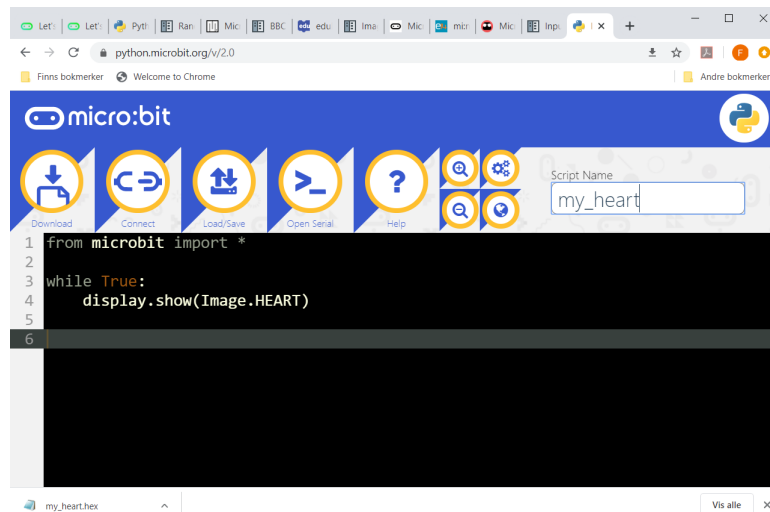 Let's Let's Pyth Ran Mic BBC edu Ima Mic Mic Inpu
python.microbit.org/v/2.0
Finns bokmerker Welcome to Chrome Andre bokmerker
micro:bit
Download Connect Load/Save Open Serial Help
Script Name
my_heart
1 from microbit import *
2
3 while True:
4     display.show(Image.HEART)
5
6
my_heart.hex Vis alle